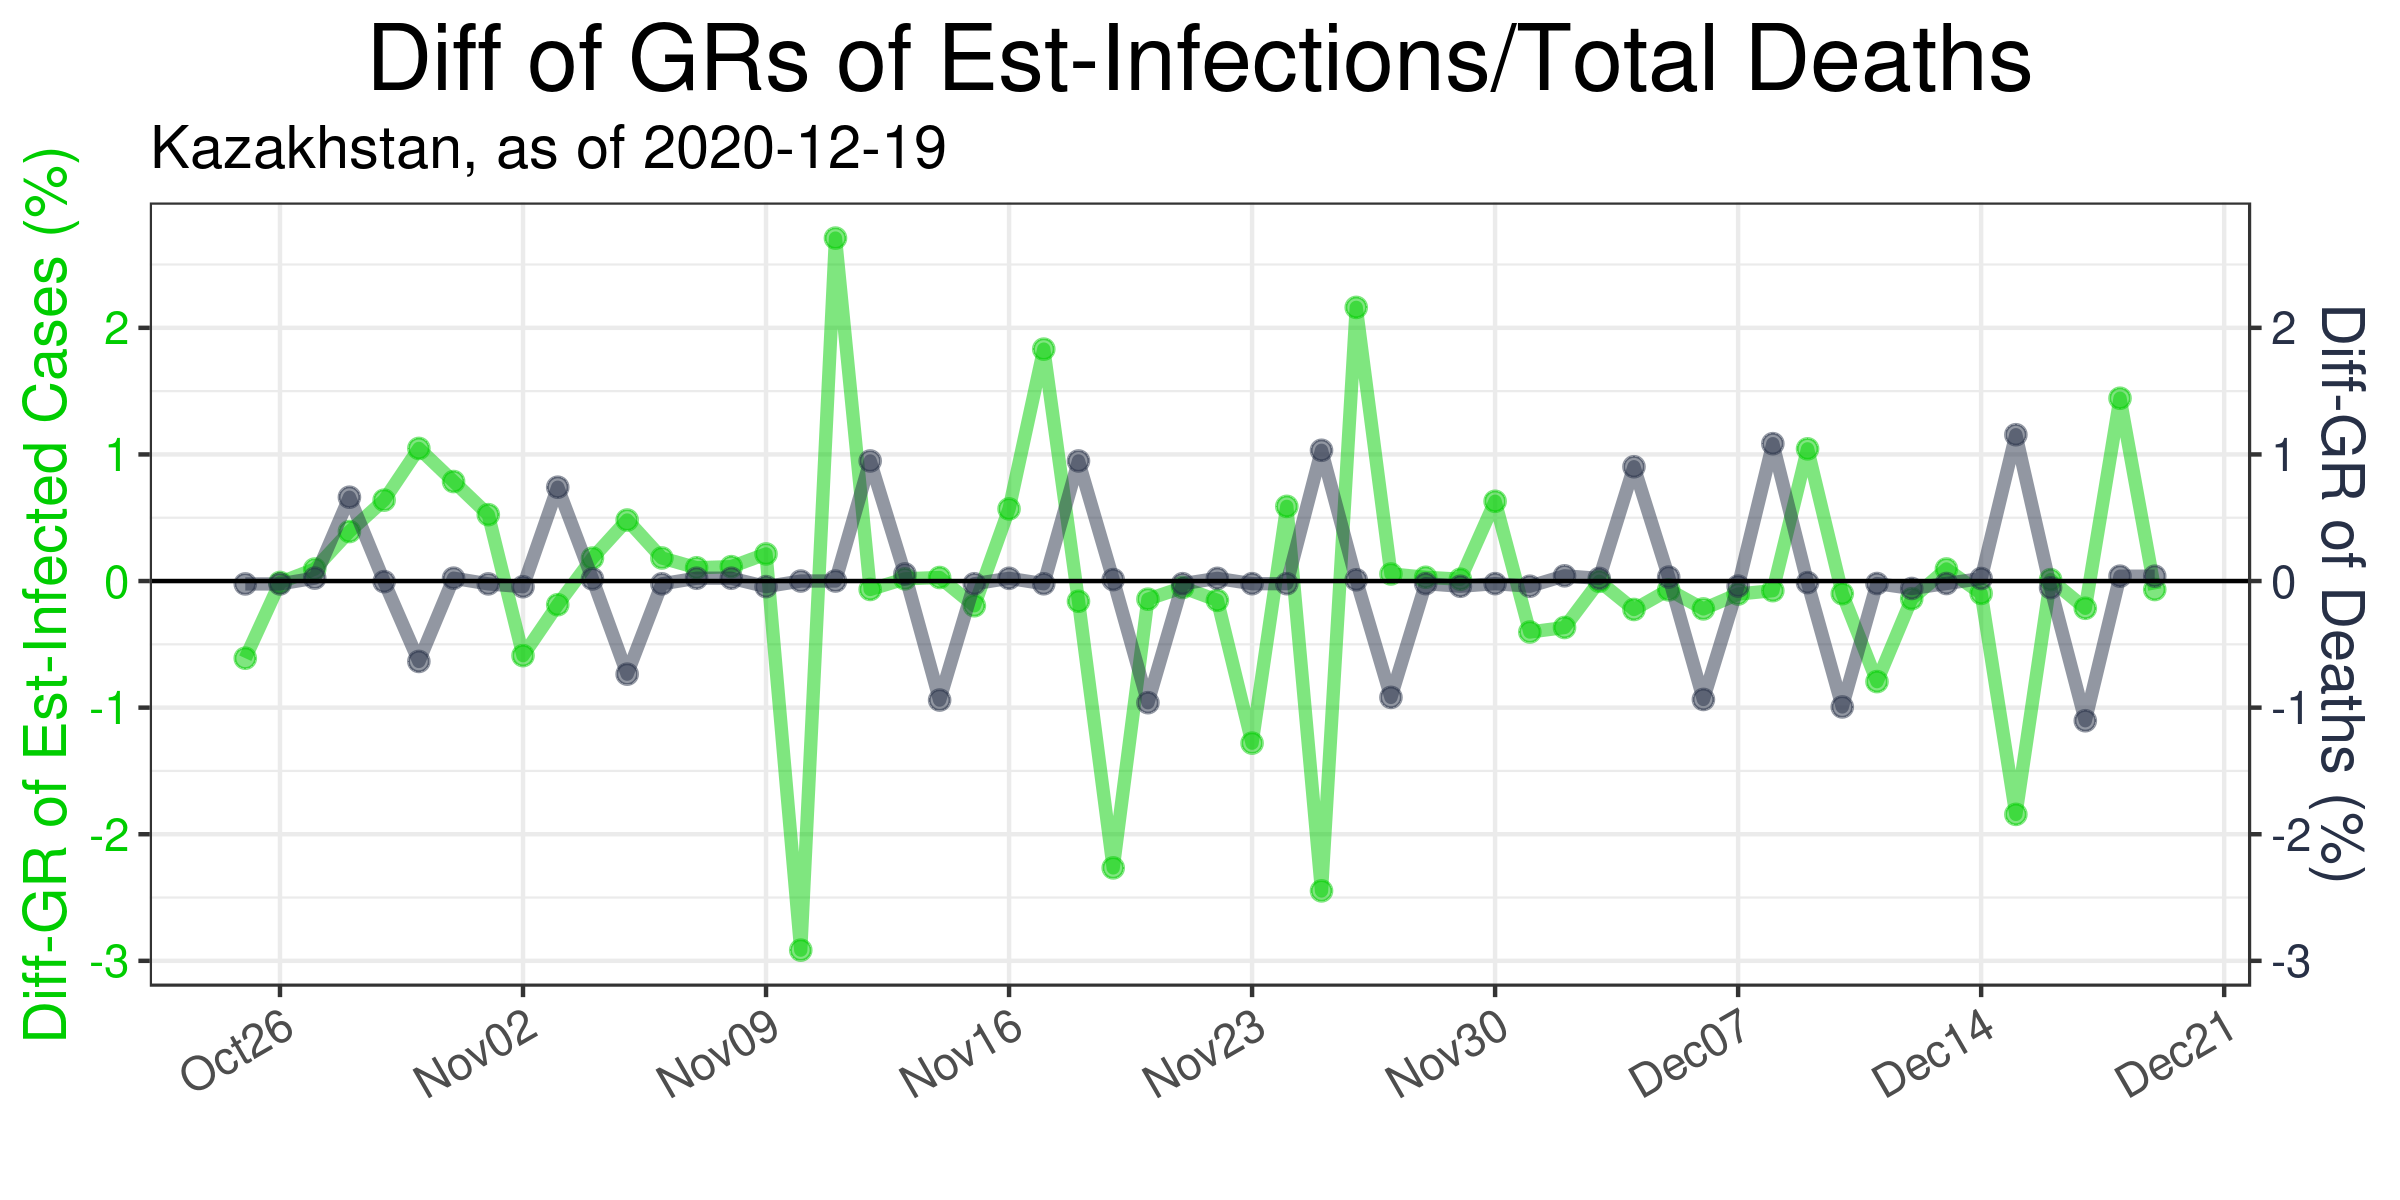 Diff of GRs of Est-Infections/Total Deaths
Kazakhstan, as of 2020-12-19
Diff-GR of Est-Infected Cases (%)
2
1
0
-1
-2
-3
2
1
0
-1
-2
-3
Diff-GR of Deaths (%)
Oct26
Nov02
Nov09
Nov16
Nov23
Nov30
Dec07
Dec14
Dec21